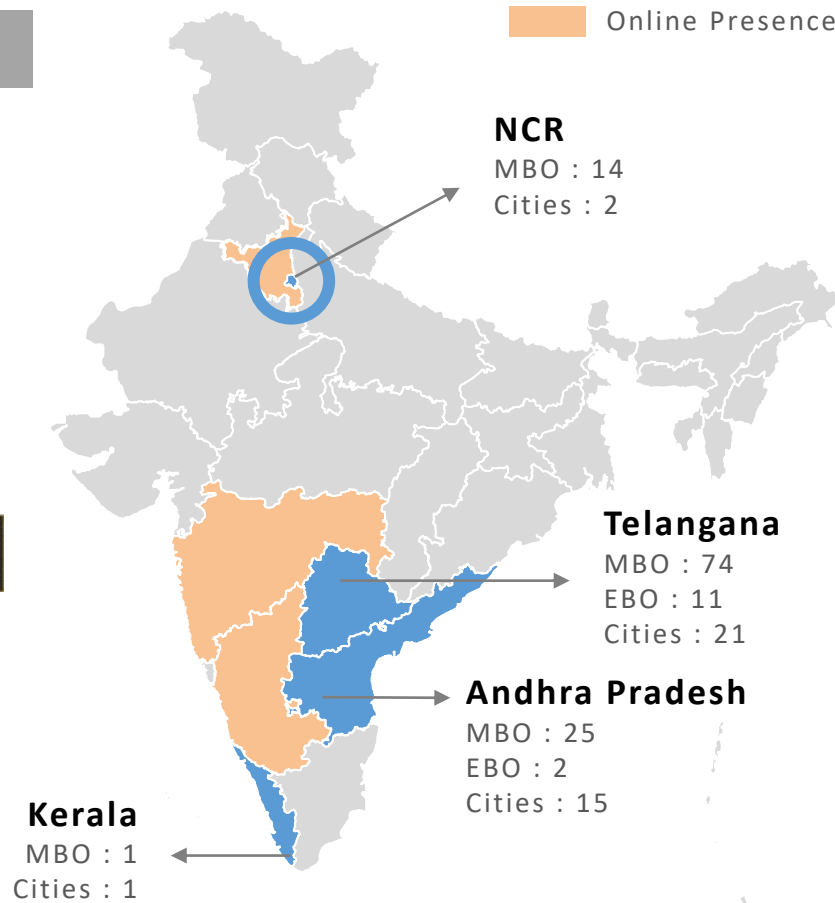 Online Presence
NCR
MBO : 14
Cities : 2
Telangana
MBO : 74
EBO : 11
Cities : 21
Andhra Pradesh
MBO : 25
EBO : 2
Cities : 15
Kerala
MBO : 1
Cities : 1